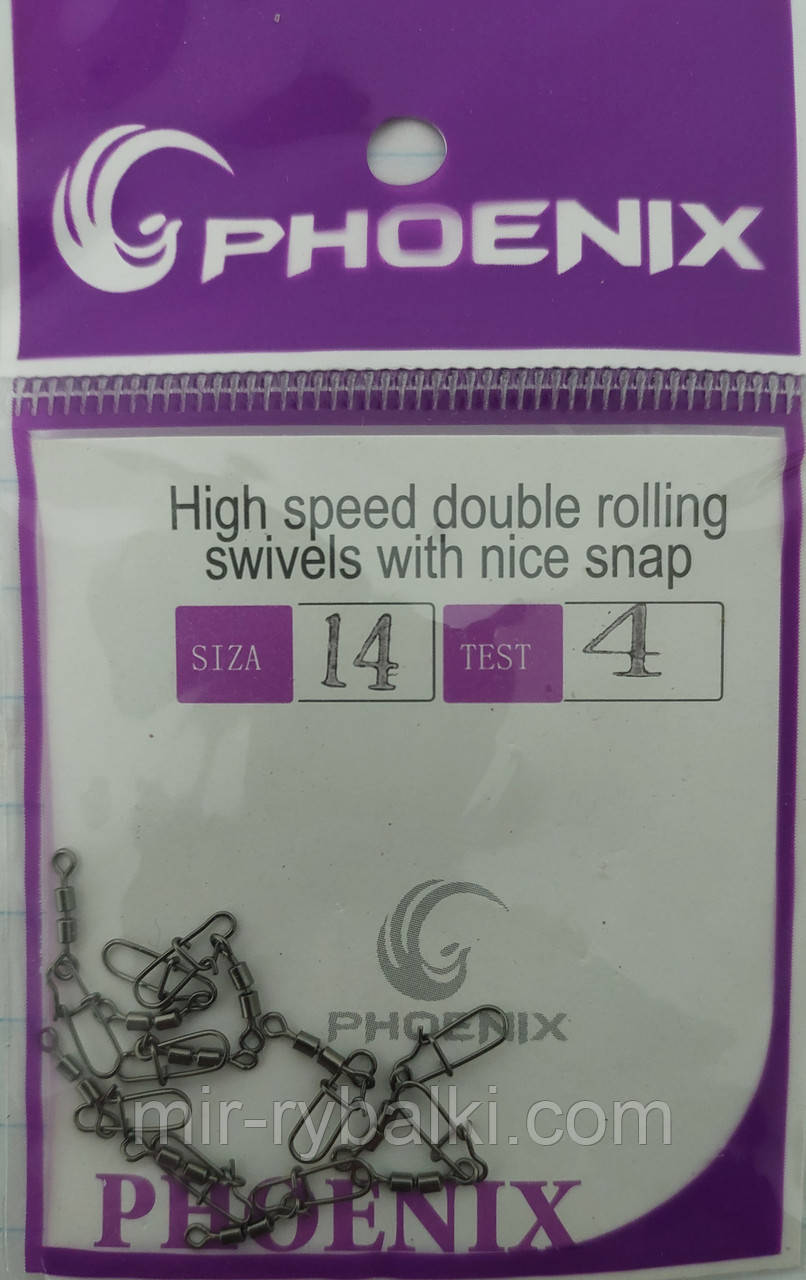 PHOENIX
High speed double rolling
swivels with nice snap
SIZA 14 TEST 4
PHOENIX
mir-rybalki.com
PHOENIX